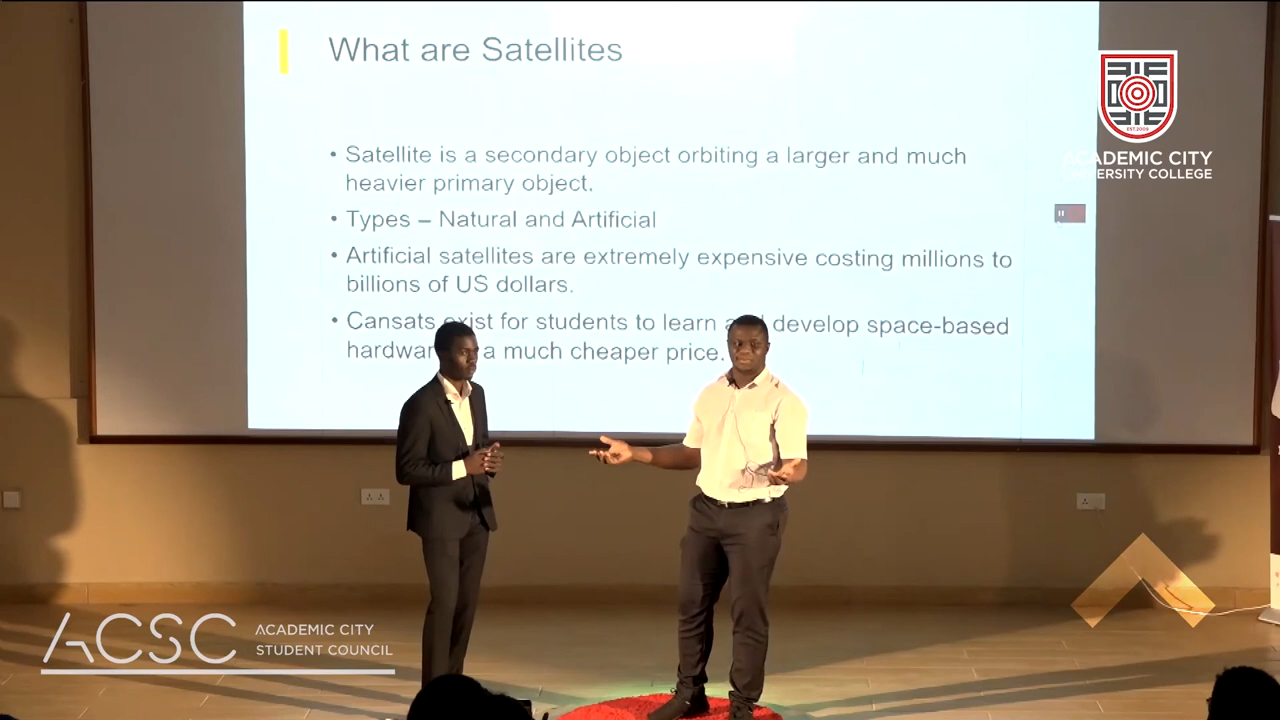 What are Satellites
• Satellite is a secondary object orbiting a larger and much
heavier primary object.
• Types – Natural and Artificial
• Artificial satellites are extremely expensive costing millions to
billions of US dollars.
• Cansats exist for students to learn develop space-based
a much cheaper price.
EST.2009
ACADEMIC CITY
UNIVERSITY COLLEGE
ACSC
ACADEMIC CITY
STUDENT COUNCIL